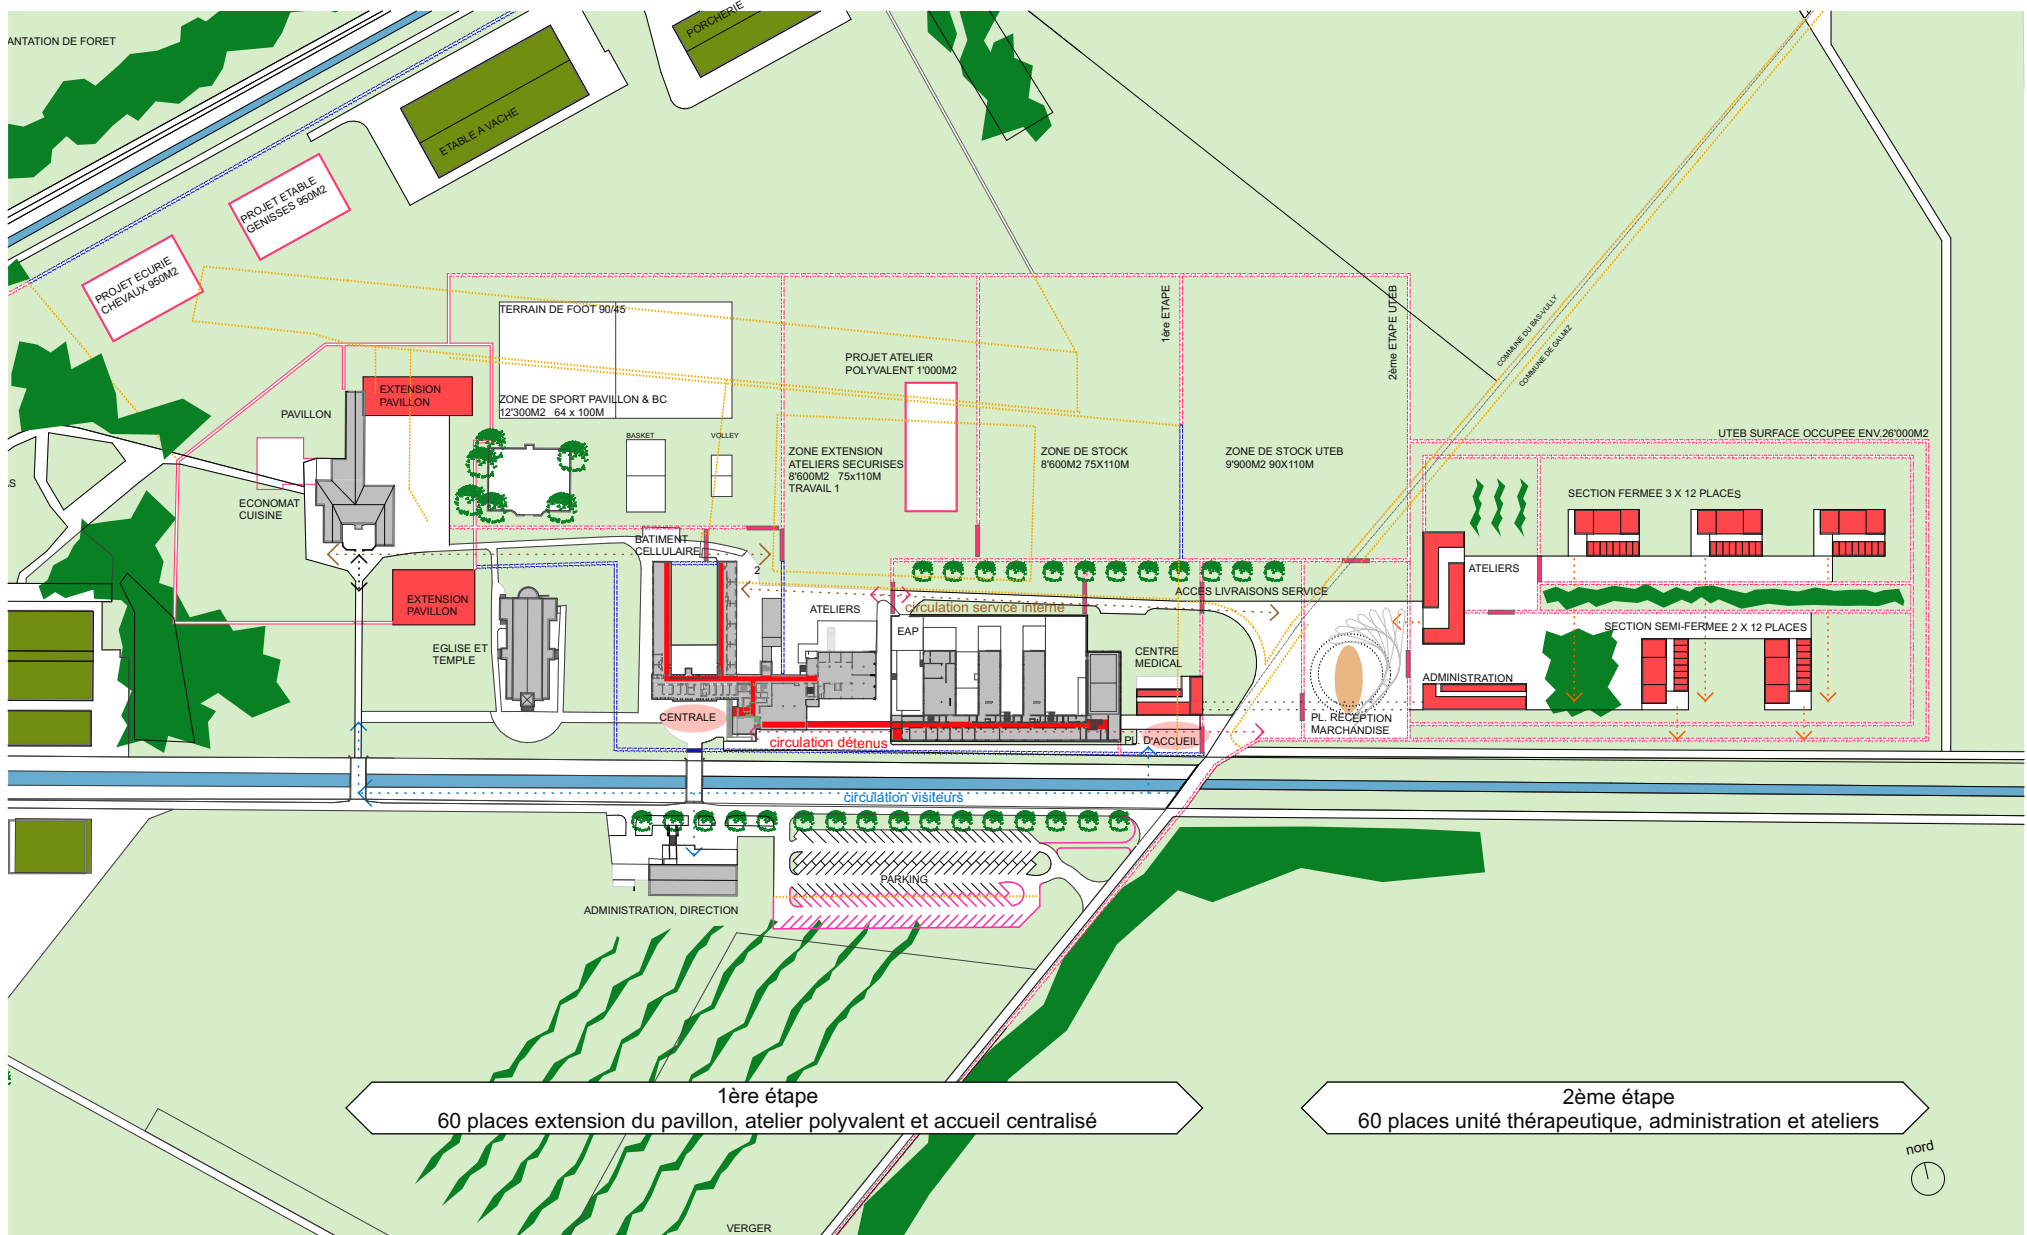 PORCHERIE
ANTATION DE FORET
ETABLE A VACHE
PROJET ETABLE
GENISSES 950M2
PROJET ECURIE
CHEVAUX 950M2
1ère ETAPE
2ème ETAPE UTEB
COMMUNE DU BAS-VULLY
COMMUNE DE GALMIZ
TERRAIN DE FOOT 90/45
PROJET ATELIER
POLYVALENT 1'000M2
EXTENSION
PAVILLON
PAVILLON
ZONE DE SPORT PAVILLON & BC
12'300M2 64 x 100M
BASKET
VOLLEY
UTEB SURFACE OCCUPEE ENV.26'000M2
ZONE EXTENSION
ATELIERS SECURISES
8'600M2 75x110M
TRAVAIL 1
ZONE DE STOCK
8'600M2 75X110M
ZONE DE STOCK UTEB
9'900M2 90X110M
AS
SECTION FERMEE 3 X 12 PLACES
ECONOMAT
CUISINE
BATIMENT
CELLULAIRE
2
ATELIERS
ACCES LIVRAISONS SERVICE
EXTENSION
PAVILLON
ATELIERS
circulation service interne
EAP
SECTION SEMI-FERMEE 2 X 12 PLACES
EGLISE ET
TEMPLE
CENTRE
MEDICAL
ADMINISTRATION
CENTRALE
PL. RECEPTION
MARCHANDISE
circulation détenus
PL. D'ACCUEIL
circulation visiteurs
PARKING
ADMINISTRATION, DIRECTION
1ère étape
60 places extension du pavillon, atelier polyvalent et accueil centralisé
2ème étape
60 places unité thérapeutique, administration et ateliers
nord
VERGER